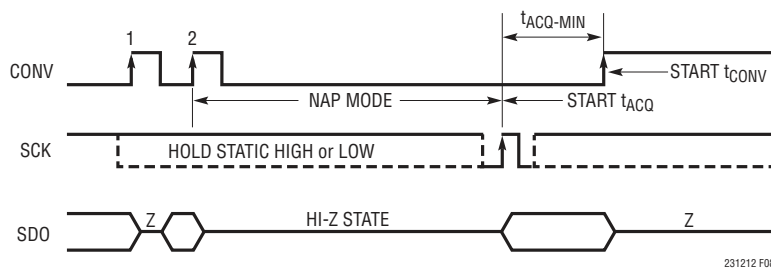 tACQ-MIN
1 2
CONV
START tCONV
NAP MODE
START tACQ
SCK
HOLD STATIC HIGH or LOW
SDO
Z
HI-Z STATE
Z
231212 F08